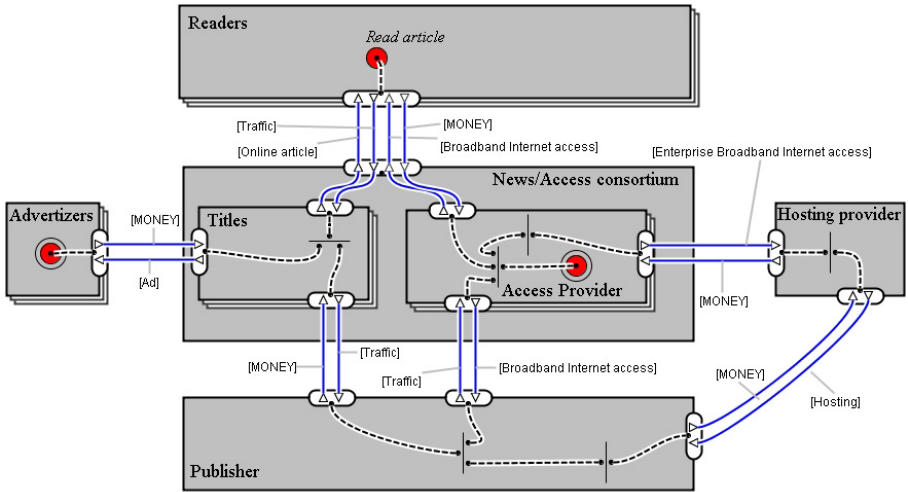 Readers
Read article
[Traffic]
[MONEY]
[Online article]
[Broadband Internet access]
[Enterprise Broadband Internet access]
News/Access consortium
Advertizers
[MONEY]
Titles
Hosting provider
[Ad]
Access Provider
[MONEY]
[Traffic]
[MONEY]
[Broadband Internet access]
[Traffic]
[MONEY]
[Hosting]
Publisher